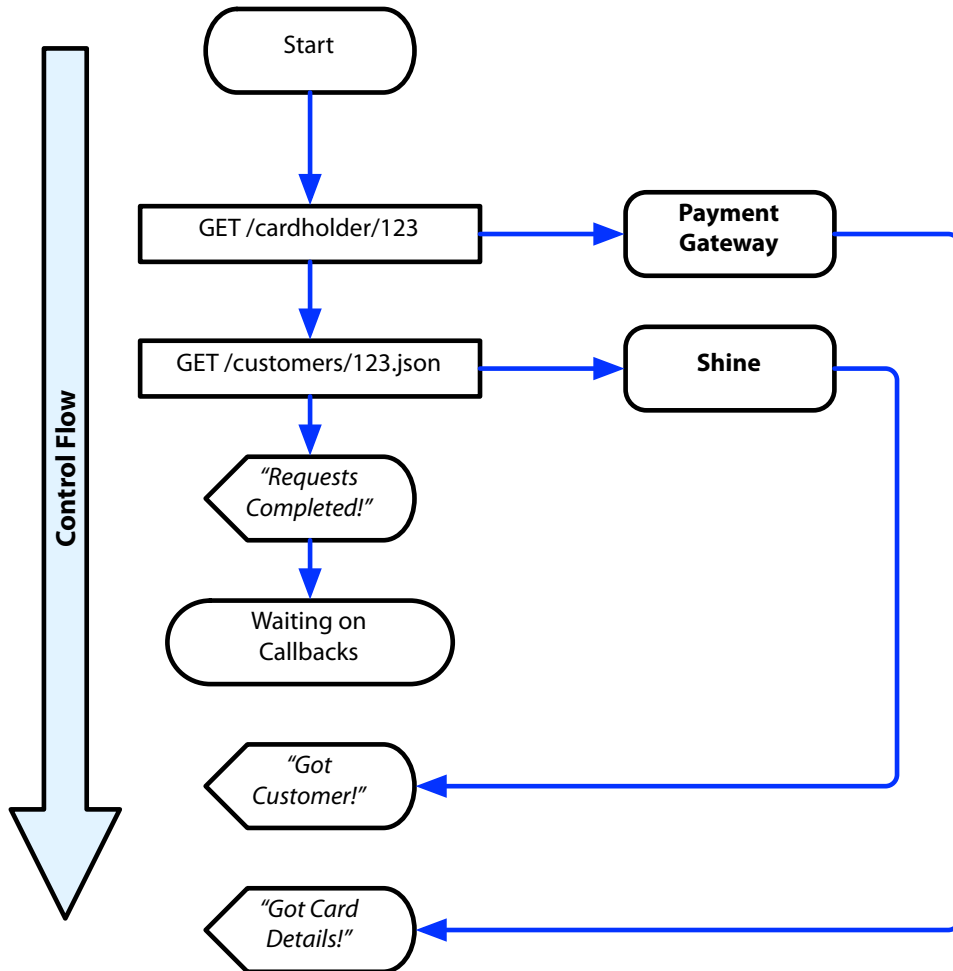 Start
GET /cardholder/123
Payment
Gateway
GET /customers/123.json
Shine
Control Flow
“Requests
Completed!”
Waiting on
Callbacks
“Got
Customer!”
“Got Card
Details!”